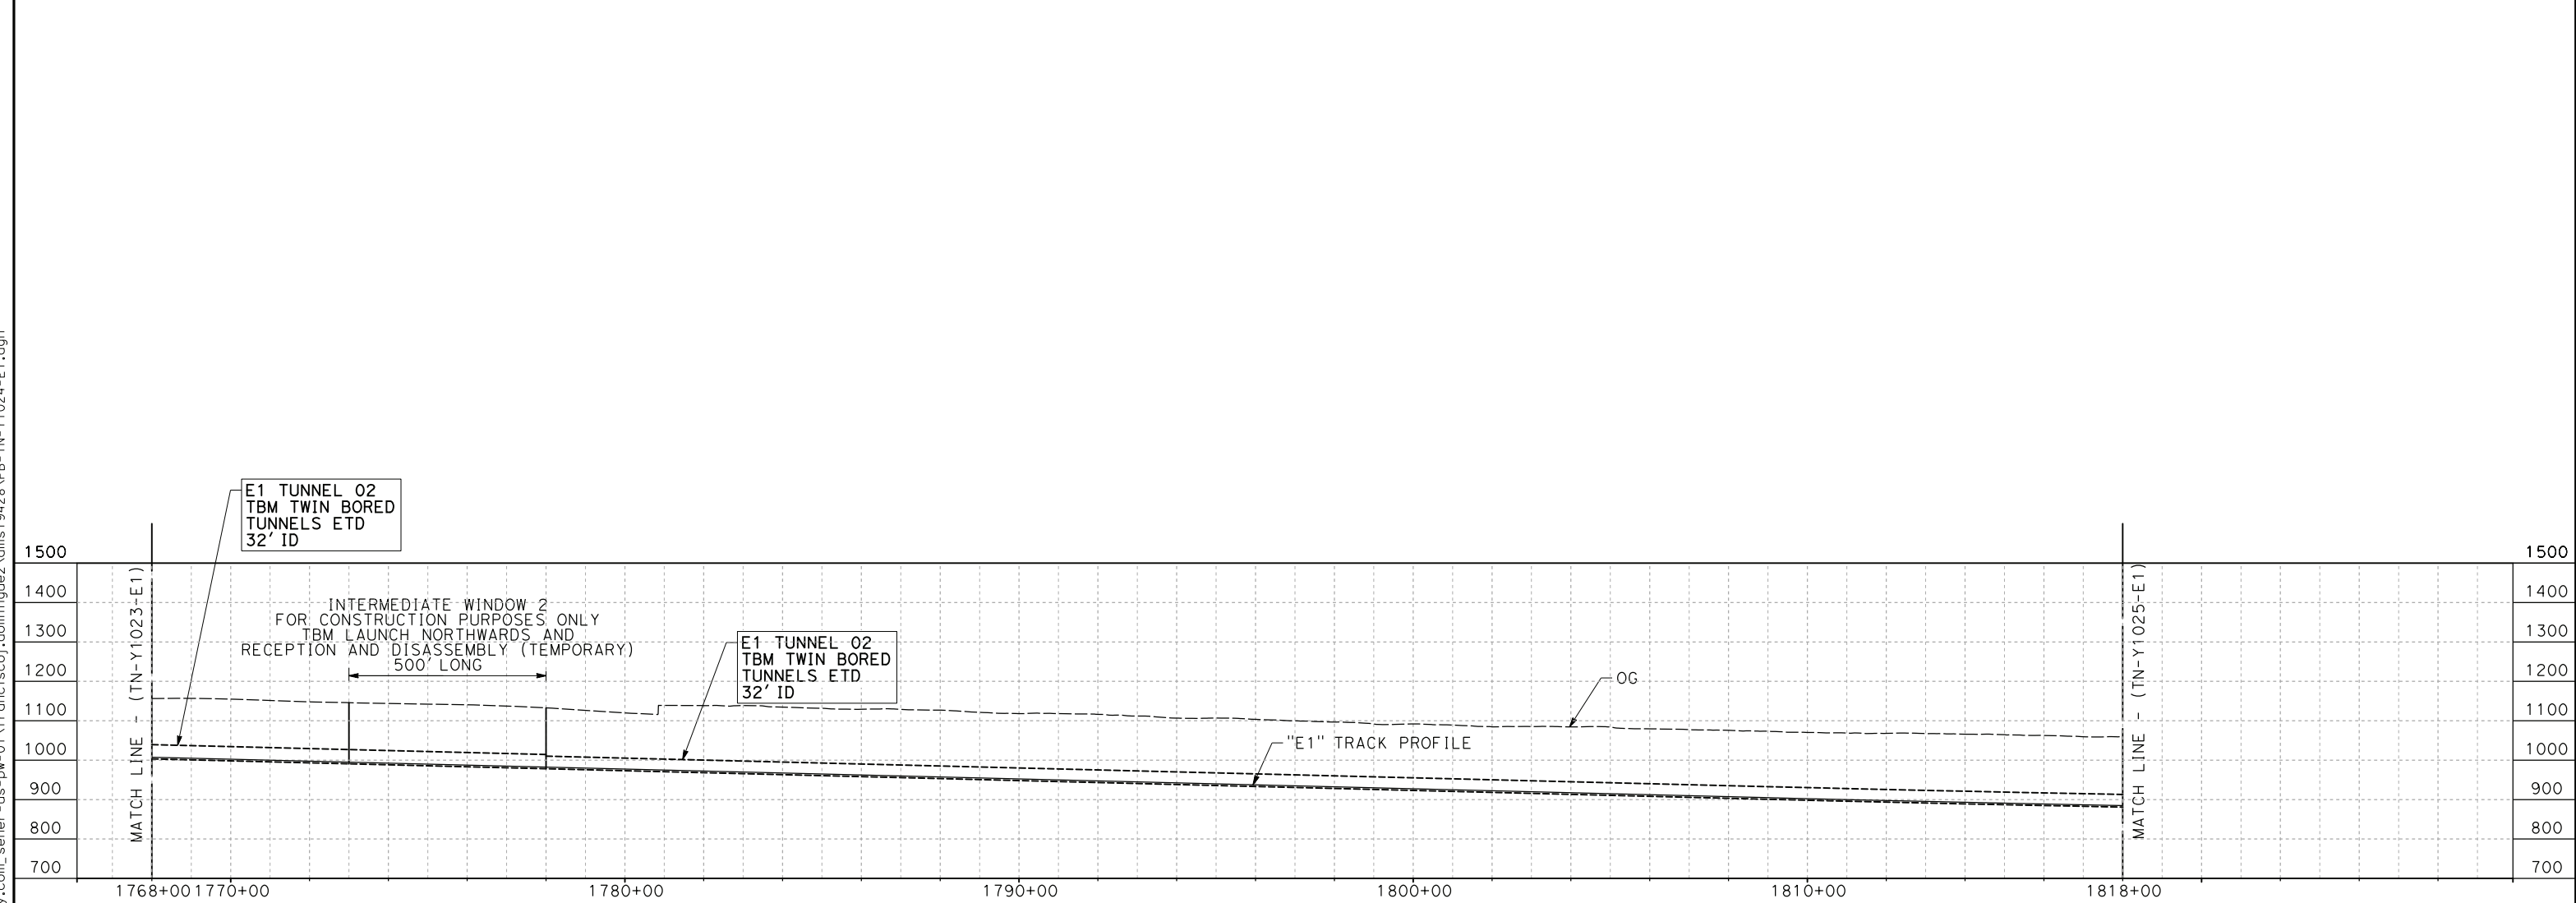 E1 TUNNEL 02
TBM TWIN BORED
TUNNELS ETD
32' ID
1500
1400
1300
1200
1100
1000
900
800
700
MATCH LINE - (TN-Y1023-E1)
INTERMEDIATE WINDOW 2
FOR CONSTRUCTION PURPOSES ONLY
TBM LAUNCH NORTHWARDS AND
RECEPTION AND DISASSEMBLY (TEMPORARY)
500' LONG
E1 TUNNEL 02
TBM TWIN BORED
TUNNELS ETD
32' ID
OG
"E1" TRACK PROFILE
MATCH LINE - (TN-Y1025-E1)
1500
1400
1300
1200
1100
1000
900
800
700
1768+00 1770+00 1780+00 1790+00 1800+00 1810+00 1818+00